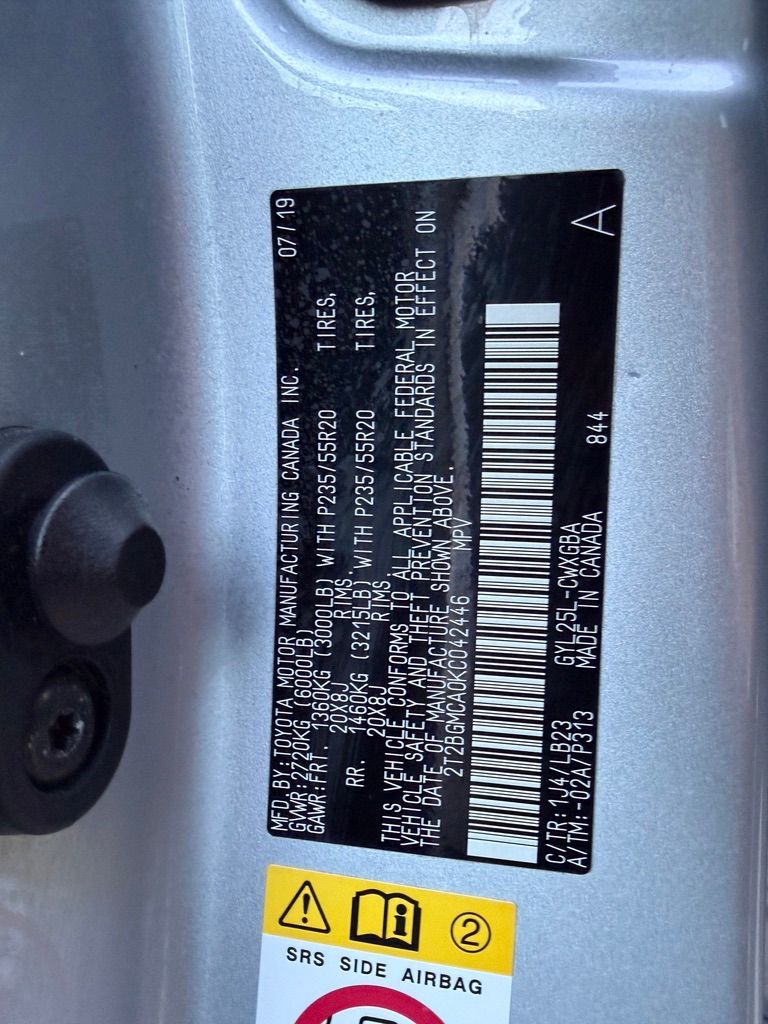 MFD.BY:TOYOTA MOTOR MANUFACTURING CANADA INC. 07/19
GVWR:2720KG (6000LB)
GAWR:FRT. 1360KG (3000LB) WITH P235/55R20 TIRES,
20X8J RIMS,
RR. 1460KG (3215LB) WITH P235/55R20 TIRES,
20X8J RIMS
THIS VEHICLE CONFORMS TO ALL APPLICABLE FEDERAL MOTOR
VEHICLE SAFETY AND THEFT PREVENTION STANDARDS IN EFFECT ON
THE DATE OF MANUFACTURE SHOWN ABOVE.
2T2BGMCA0KC042446 MPV
A
C/TR:1J4/LB23 GYL25L-CWXGBA 844
A/TM:-02A/P313 MADE IN CANADA
2
SRS SIDE AIRBAG